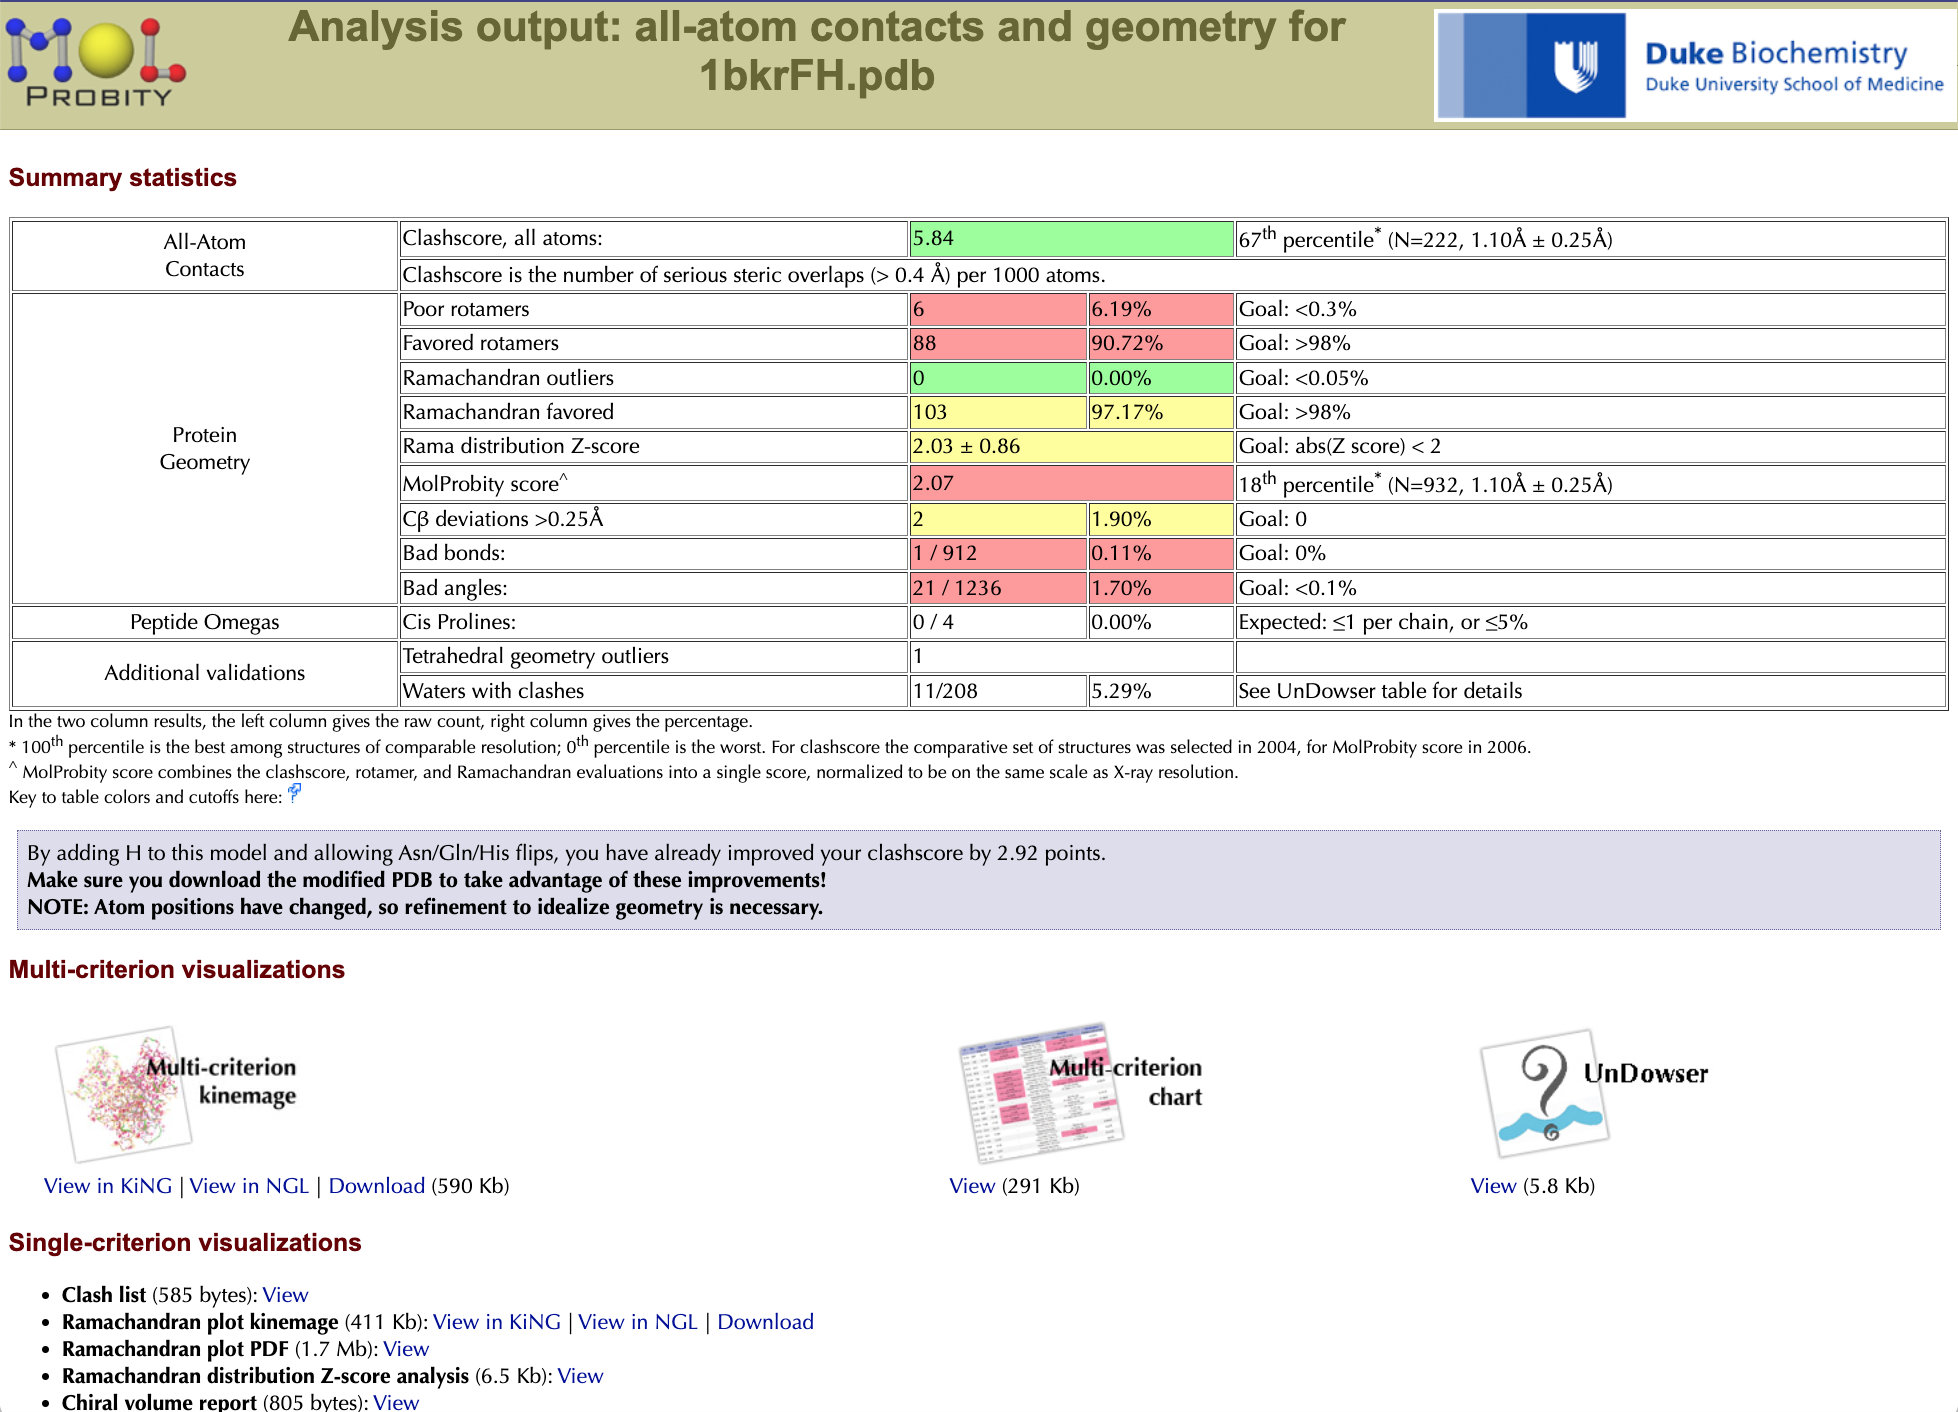 MOL
PROBITY
Analysis output: all-atom contacts and geometry for
1bkrFH.pdb
Duke Biochemistry
Duke University School of Medicine
Summary statistics
All-Atom
Contacts
Clashscore, all atoms: 5.84 67th percentile* (N=222, 1.10Å ± 0.25Å)
Clashscore is the number of serious steric overlaps (> 0.4 Å) per 1000 atoms.
Protein
Geometry
Poor rotamers 6 6.19% Goal: <0.3%
Favored rotamers 88 90.72% Goal: >98%
Ramachandran outliers 0 0.00% Goal: <0.05%
Ramachandran favored 103 97.17% Goal: >98%
Rama distribution Z-score 2.03 ± 0.86 Goal: abs(Z score) < 2
MolProbity score^ 2.07 18th percentile* (N=932, 1.10Å ± 0.25Å)
Cβ deviations >0.25Å 2 1.90% Goal: 0
Bad bonds: 1 / 912 0.11% Goal: 0%
Bad angles: 21 / 1236 1.70% Goal: <0.1%
Peptide Omegas Cis Prolines: 0 / 4 0.00% Expected: ≤1 per chain, or ≤5%
Additional validations
Tetrahedral geometry outliers 1
Waters with clashes 11/208 5.29% See UnDowser table for details
In the two column results, the left column gives the raw count, right column gives the percentage.
* 100th percentile is the best among structures of comparable resolution; 0th percentile is the worst. For clashscore the comparative set of structures was selected in 2004, for MolProbity score in 2006.
^ MolProbity score combines the clashscore, rotamer, and Ramachandran evaluations into a single score, normalized to be on the same scale as X-ray resolution.
Key to table colors and cutoffs here:
By adding H to this model and allowing Asn/Gln/His flips, you have already improved your clashscore by 2.92 points.
Make sure you download the modified PDB to take advantage of these improvements!
NOTE: Atom positions have changed, so refinement to idealize geometry is necessary.
Multi-criterion visualizations
Multi-criterion
kinemage
View in KiNG | View in NGL | Download (590 Kb)
Multi-criterion
chart
View (291 Kb)
UnDowser
View (5.8 Kb)
Single-criterion visualizations
• Clash list (585 bytes): View
• Ramachandran plot kinemage (411 Kb): View in KiNG | View in NGL | Download
• Ramachandran plot PDF (1.7 Mb): View
• Ramachandran distribution Z-score analysis (6.5 Kb): View
• Chiral volume report (805 bytes): View